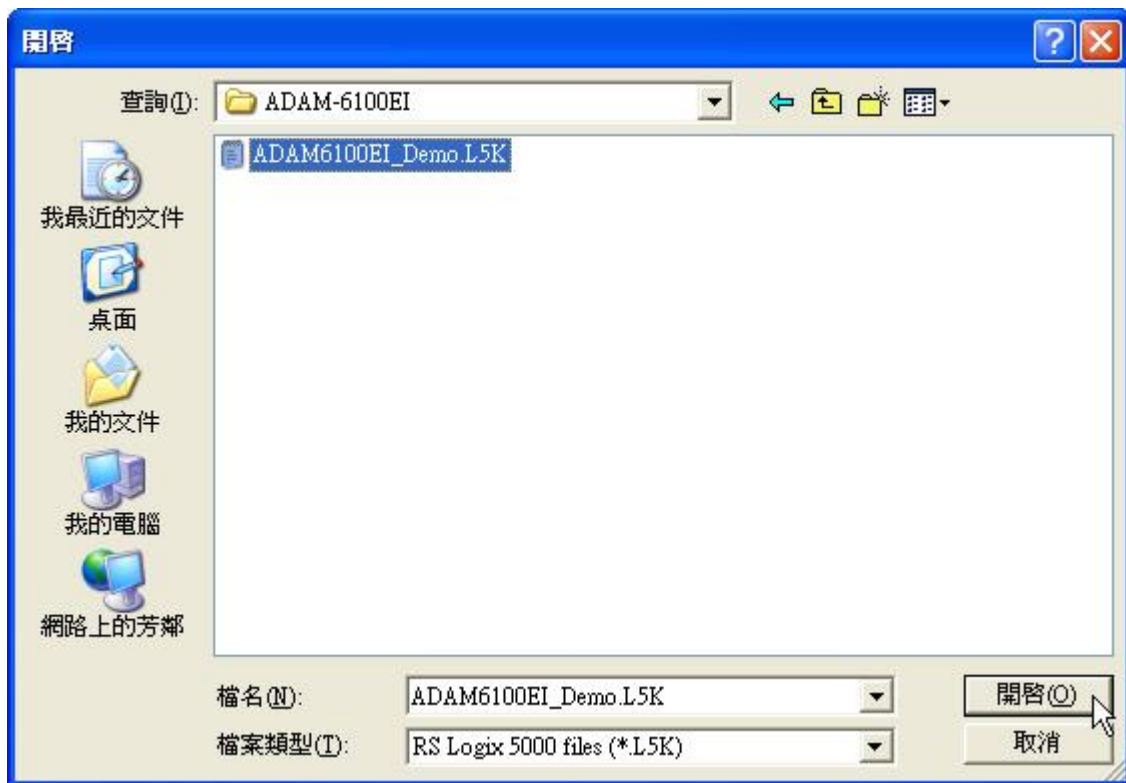 開啓
查詢(I): ADAM-6100EI
ADAM6100EI_Demo.L5K
我最近的文件
桌面
我的文件
我的電腦
網路上的芳鄰
檔名(N): ADAM6100EI_Demo.L5K 開啓(O)
檔案類型(T): RS Logix 5000 files (*.L5K) 取消